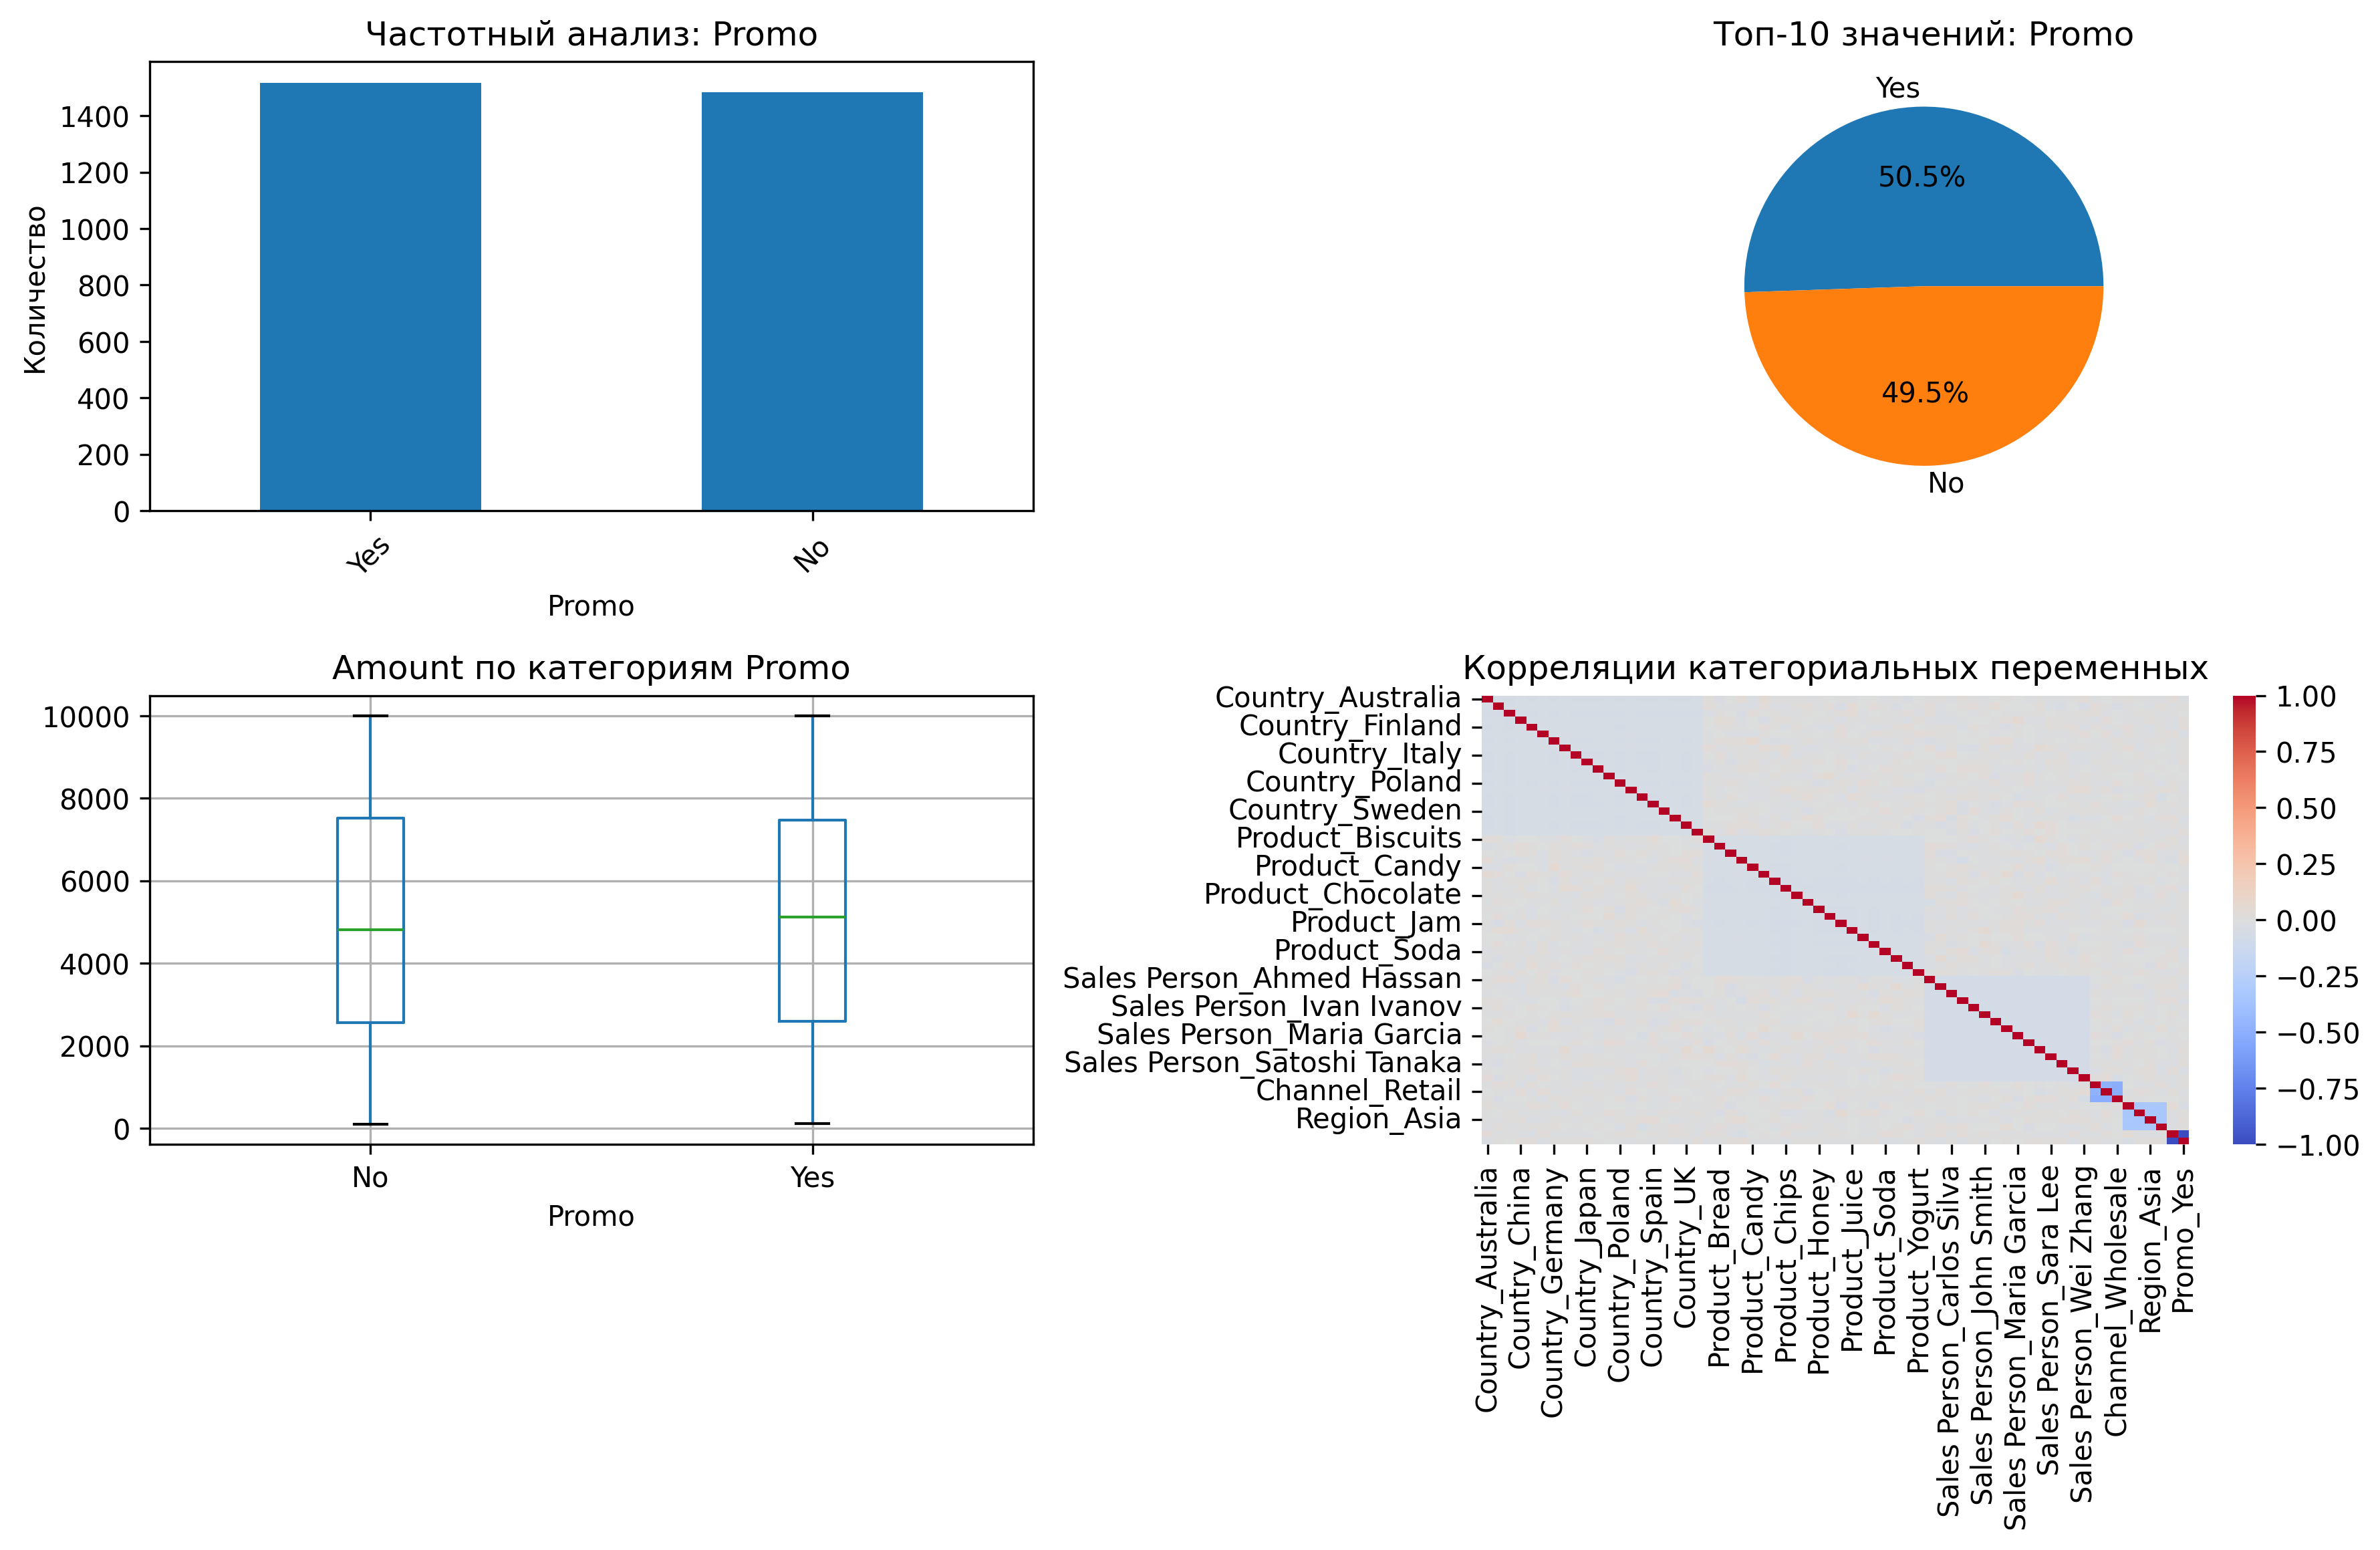 Частотный анализ: Promo
Количество
1400
1200
1000
800
600
400
200
0
Yes
No
Promo
Топ-10 значений: Promo
Yes
50.5%
49.5%
No
Amount по категориям Promo
10000
8000
6000
4000
2000
0
No
Yes
Promo
Корреляции категориальных переменных
Country_Australia
Country_Finland
Country_Italy
Country_Poland
Country_Sweden
Product_Biscuits
Product_Candy
Product_Chocolate
Product_Jam
Product_Soda
Sales Person_Ahmed Hassan
Sales Person_Ivan Ivanov
Sales Person_Maria Garcia
Sales Person_Satoshi Tanaka
Channel_Retail
Region_Asia
Country_Australia
Country_China
Country_Germany
Country_Japan
Country_Poland
Country_Spain
Country_UK
Product_Bread
Product_Candy
Product_Chips
Product_Honey
Product_Juice
Product_Soda
Product_Yogurt
Sales Person_Carlos Silva
Sales Person_John Smith
Sales Person_Maria Garcia
Sales Person_Sara Lee
Sales Person_Wei Zhang
Channel_Wholesale
Region_Asia
Promo_Yes
1.00
0.75
0.50
0.25
0.00
−0.25
−0.50
−0.75
−1.00